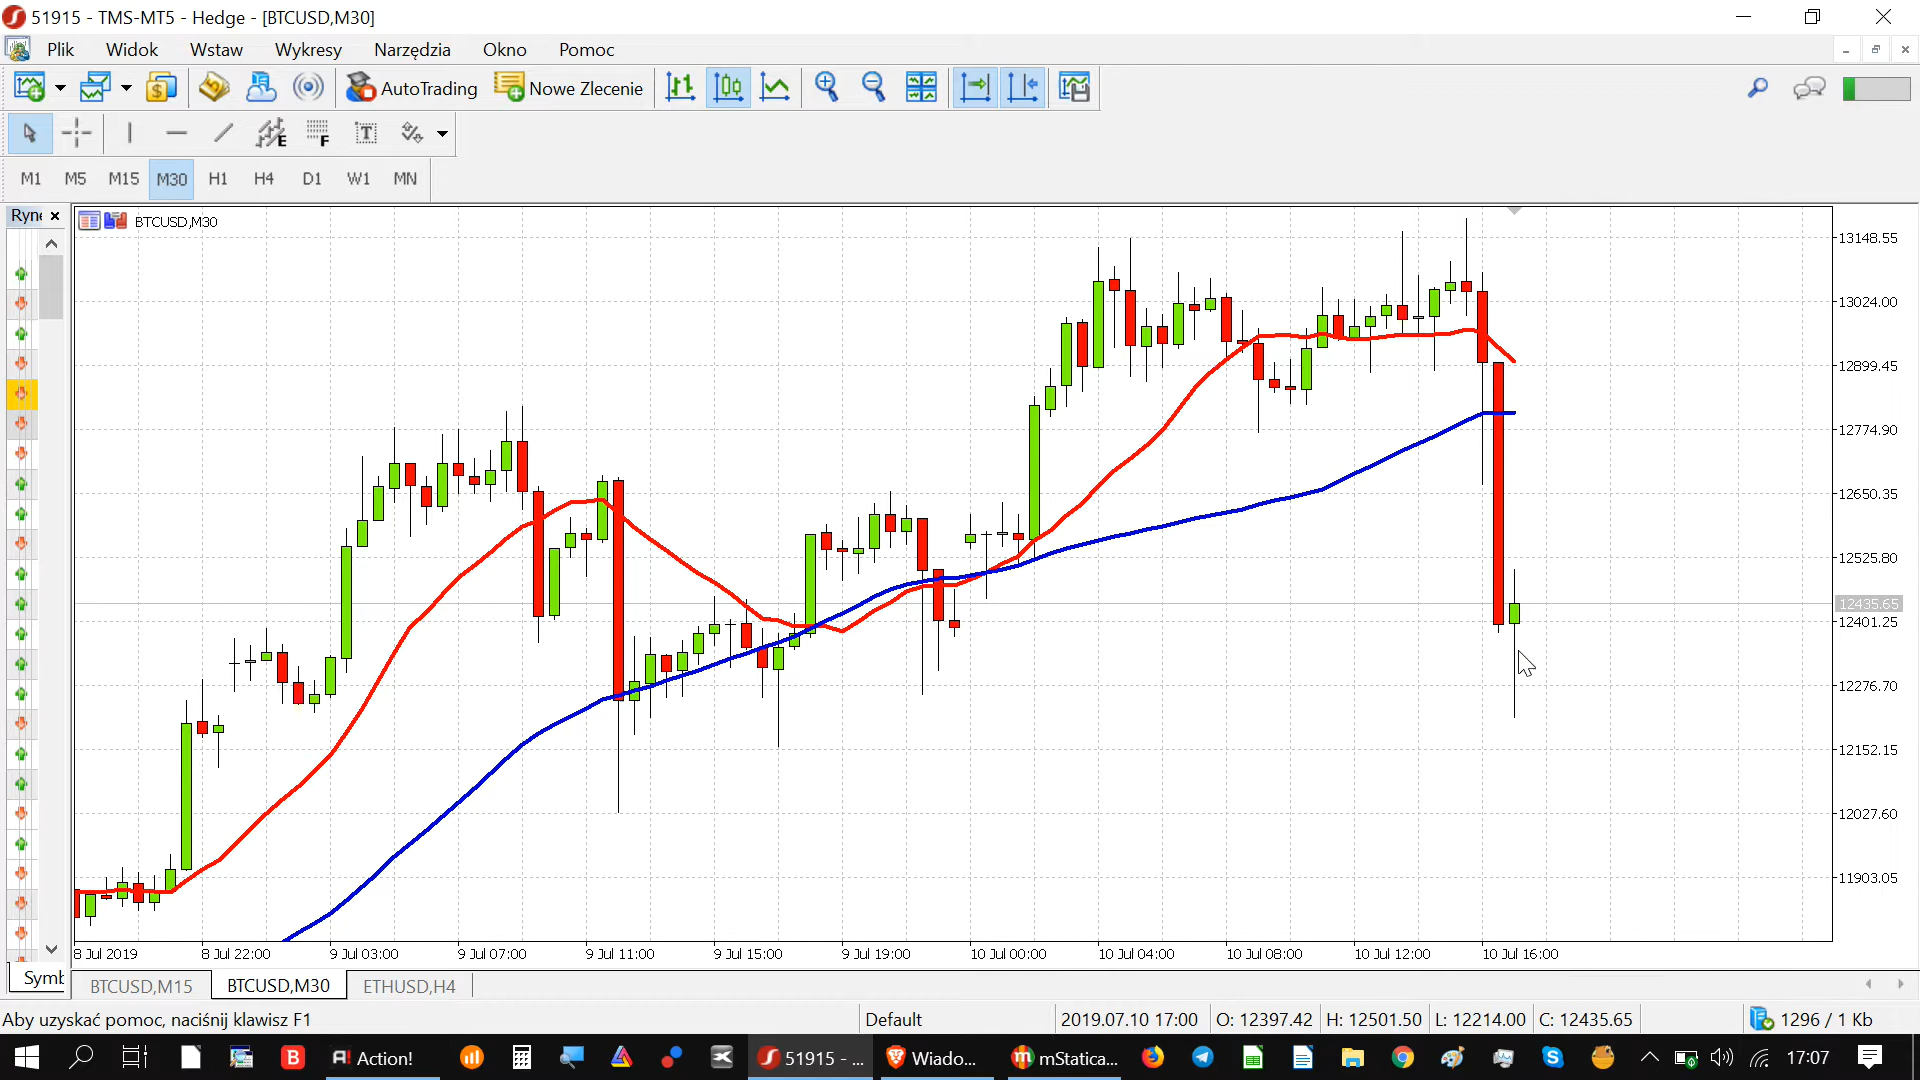 51915 - TMS-MT5 - Hedge - [BTCUSD,M30]
Plik Widok Wstaw Wykresy Narzędzia Okno Pomoc
AutoTrading Nowe Zlecenie
E F T
M1 M5 M15 M30 H1 H4 D1 W1 MN
Ryne
BTCUSD,M30
13148.55
13024.00
12899.45
12774.90
12650.35
12525.80
12435.65
12401.25
12276.70
12152.15
12027.60
11903.05
8 Jul 2019 8 Jul 22:00 9 Jul 03:00 9 Jul 07:00 9 Jul 11:00 9 Jul 15:00 9 Jul 19:00 10 Jul 00:00 10 Jul 04:00 10 Jul 08:00 10 Jul 12:00 10 Jul 16:00
Symb BTCUSD,M15 BTCUSD,M30 ETHUSD,H4
Aby uzyskać pomoc, naciśnij klawisz F1 Default 2019.07.10 17:00 O: 12397.42 H: 12501.50 L: 12214.00 C: 12435.65 1296 / 1 Kb
Action! 51915 - ... Wiado... mStatica... 17:07